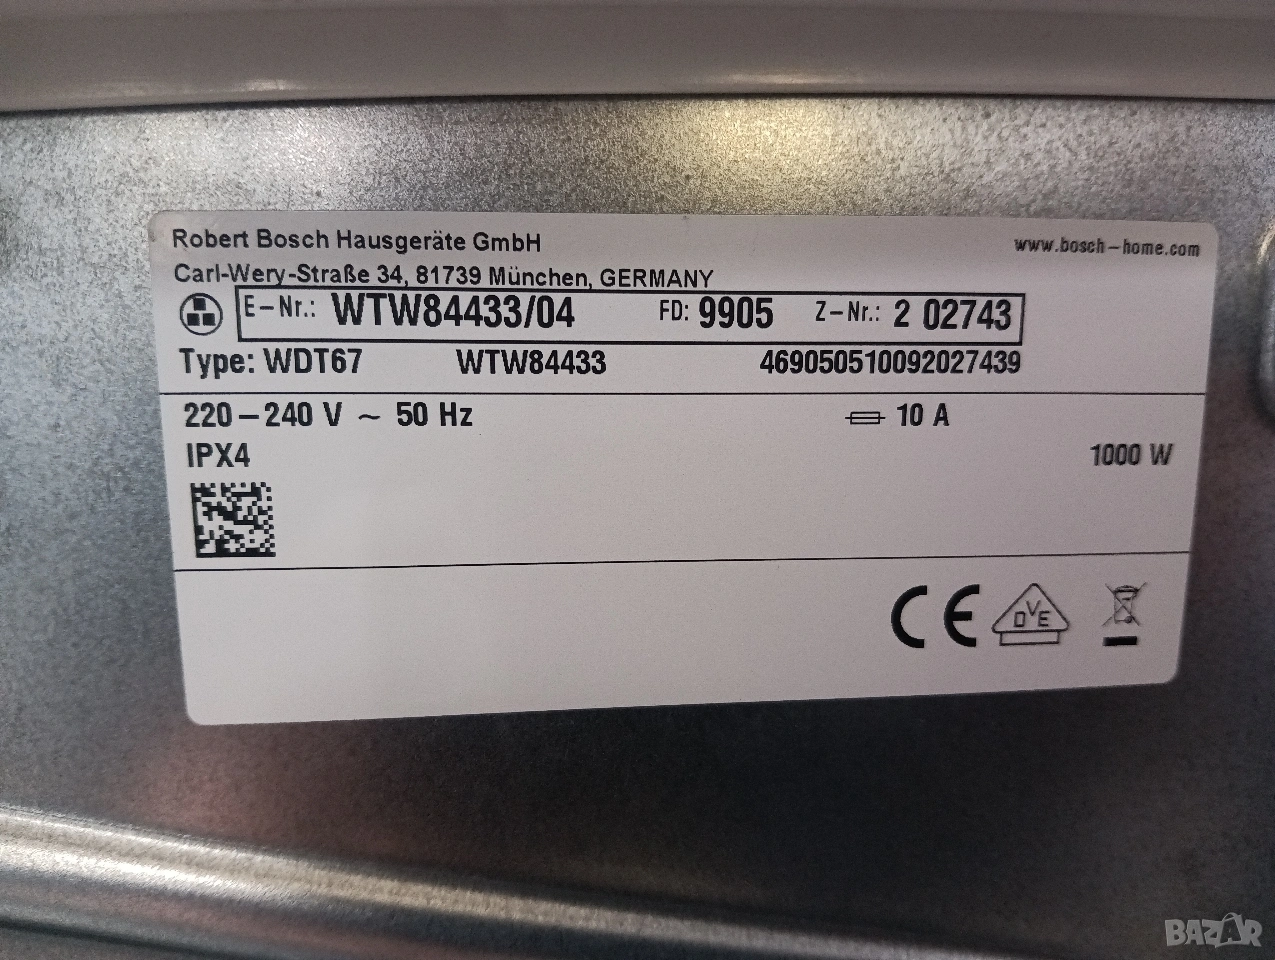 Robert Bosch Hausgeräte GmbH www.bosch-home.com
Carl-Wery-Straße 34, 81739 München, GERMANY
E-Nr.: WTW84433/04 FD: 9905 Z-Nr.: 2 02743
Type: WDT67 WTW84433 469050510092027439
220-240 V ~ 50 Hz 10 A
IPX4 1000 W
CE DVE
BAZAR